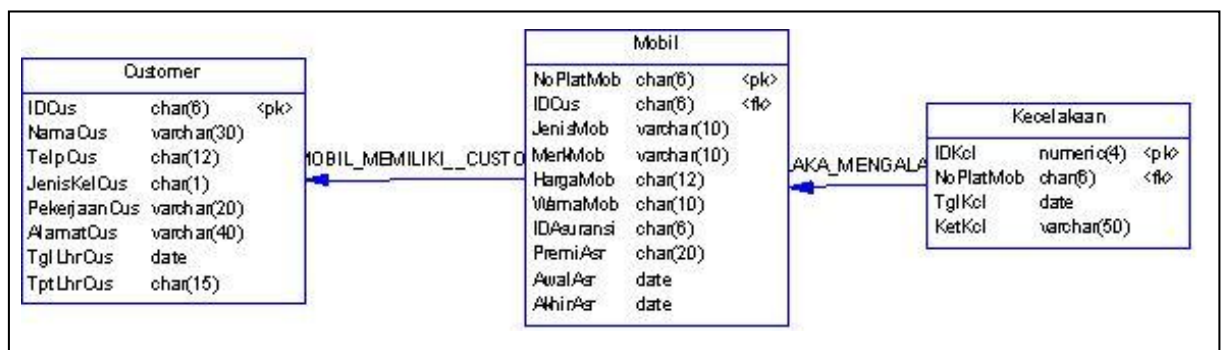 Customer
IDCus char(6) <pk>
NamaCus varchar(30)
TelpCus char(12)
JenisKelCus char(1)
PekerjaanCus varchar(20)
AlamatCus varchar(40)
TglLhrCus date
TptLhrCus char(15)
MOBIL_MEMILIKI__CUSTO
Mobil
NoPlatMob char(6) <pk>
IDCus char(6) <fk>
JenisMob varchar(10)
MerkMob varchar(10)
HargaMob char(12)
WarnaMob char(10)
IDAsuransi char(6)
PremiAsr char(20)
AwalAsr date
AkhirAsr date
LAKA_MENGALA
Kecelakaan
IDKcl numeric(4) <pk>
NoPlatMob char(6) <fk>
TglKcl date
KetKcl varchar(50)